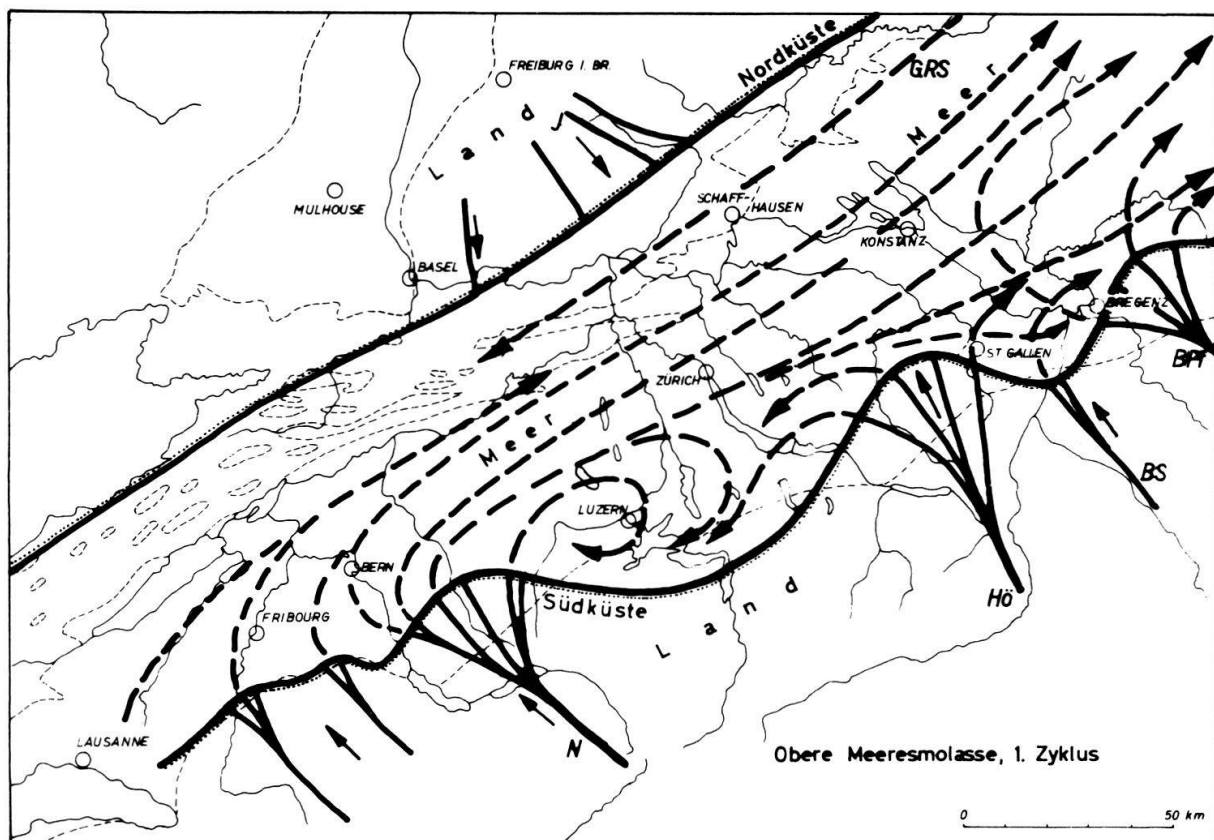 Nordküste
FREIBURG I. BR.
GRS
Meer
Land
MULHOUSE
SCHAFF-
HAUSEN
KONSTANZ
BASEL
BREGENZ
ST GALLEN
BPf
ZÜRICH
Meer
BS
LUZERN
BERN
Südküste
Hö
Land
FRIBOURG
N
LAUSANNE
Obere Meeresmolasse, 1. Zyklus
0 50 km